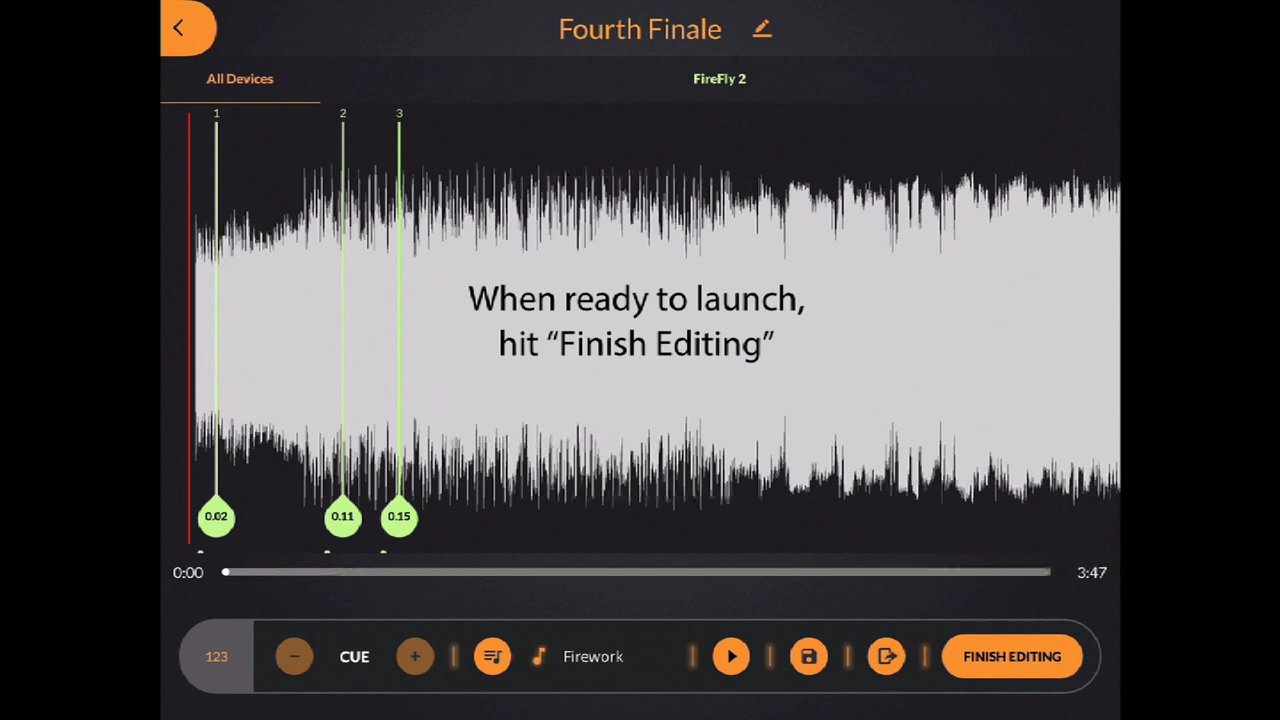 Fourth Finale
All Devices
FireFly 2
1
2
3
When ready to launch,
hit “Finish Editing”
0.02
0.11
0.15
0:00
3:47
123
−
CUE
+
Firework
FINISH EDITING